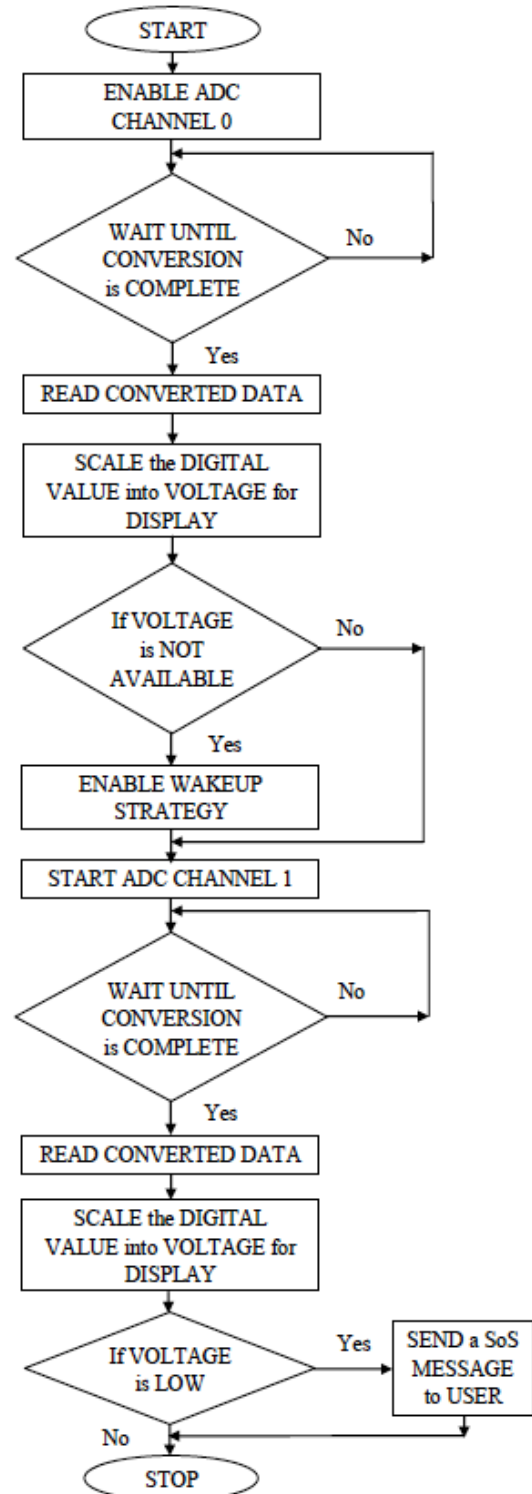 START
ENABLE ADC
CHANNEL 0
WAIT UNTIL
CONVERSION
is COMPLETE
No
Yes
READ CONVERTED DATA
SCALE the DIGITAL
VALUE into VOLTAGE for
DISPLAY
If VOLTAGE
is NOT
AVAILABLE
No
Yes
ENABLE WAKEUP
STRATEGY
START ADC CHANNEL 1
WAIT UNTIL
CONVERSION
is COMPLETE
No
Yes
READ CONVERTED DATA
SCALE the DIGITAL
VALUE into VOLTAGE for
DISPLAY
If VOLTAGE
is LOW
Yes
SEND a SoS
MESSAGE
to USER
No
STOP